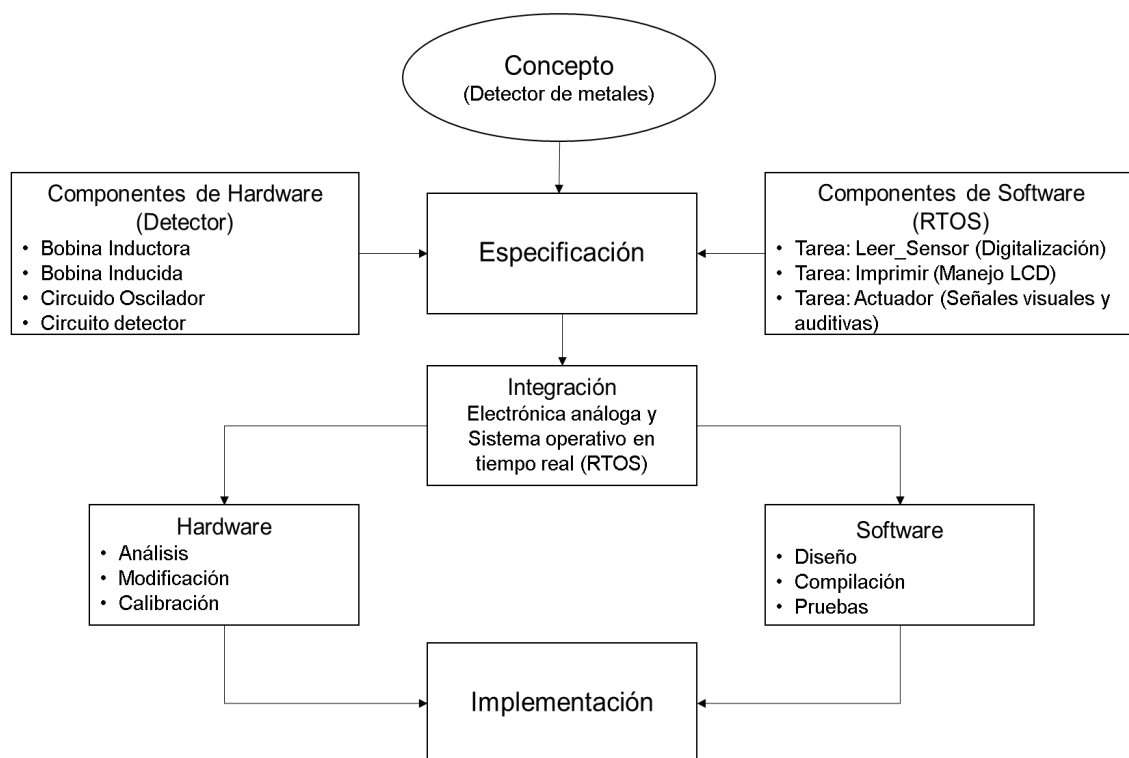 Concepto
(Detector de metales)
Componentes de Hardware
(Detector)
• Bobina Inductora
• Bobina Inducida
• Circuido Oscilador
• Circuito detector
Especificación
Componentes de Software
(RTOS)
• Tarea: Leer_Sensor (Digitalización)
• Tarea: Imprimir (Manejo LCD)
• Tarea: Actuador (Señales visuales y
auditivas)
Integración
Electrónica análoga y
Sistema operativo en
tiempo real (RTOS)
Hardware
• Análisis
• Modificación
• Calibración
Software
• Diseño
• Compilación
• Pruebas
Implementación